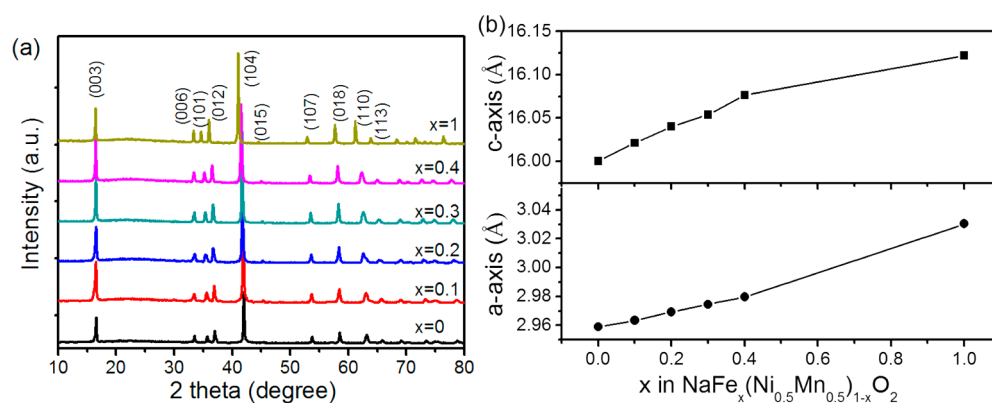 (a)
(003)
(006)
(101)
(012)
(104)
(015)
(107)
(018)
(110)
(113)
x=1
x=0.4
x=0.3
x=0.2
x=0.1
x=0
Intensity (a.u.)
10 20 30 40 50 60 70 80
2 theta (degree)
(b)
16.15
16.10
16.05
16.00
c-axis (Å)
3.04
3.02
3.00
2.98
2.96
a-axis (Å)
0.0 0.2 0.4 0.6 0.8 1.0
x in NaFeₓ(Ni₀.₅Mn₀.₅)₁₋ₓO₂